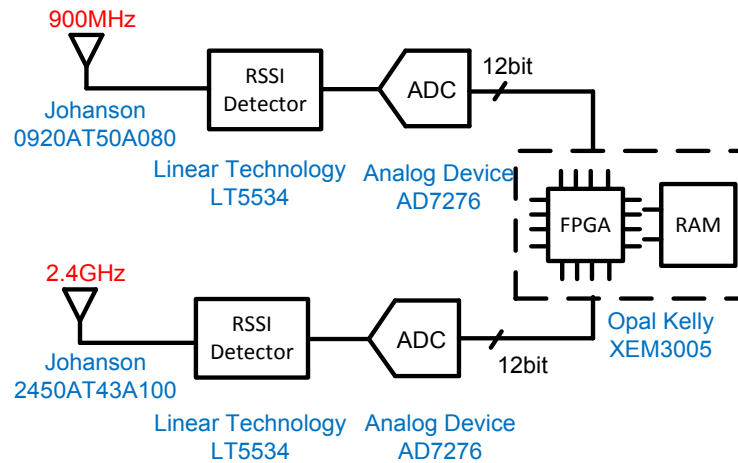 900MHz
Johanson
0920AT50A080
RSSI
Detector
Linear Technology
LT5534
ADC
Analog Device
AD7276
12bit
FPGA
RAM
Opal Kelly
XEM3005
2.4GHz
Johanson
2450AT43A100
RSSI
Detector
Linear Technology
LT5534
ADC
Analog Device
AD7276
12bit